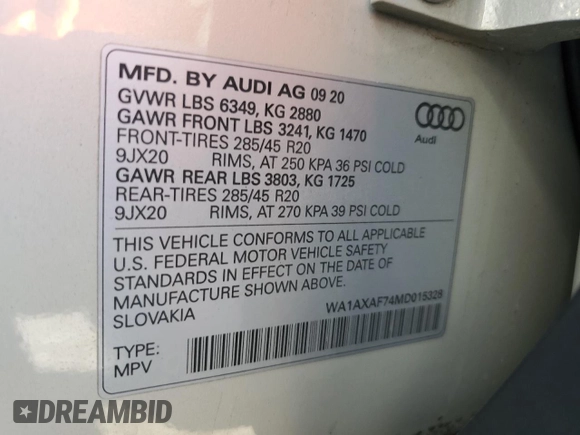 MFD. BY AUDI AG 09 20
GVWR LBS 6349, KG 2880
GAWR FRONT LBS 3241, KG 1470
FRONT-TIRES 285/45 R20
9JX20 RIMS, AT 250 KPA 36 PSI COLD
GAWR REAR LBS 3803, KG 1725
REAR-TIRES 285/45 R20
9JX20 RIMS, AT 270 KPA 39 PSI COLD
Audi
THIS VEHICLE CONFORMS TO ALL APPLICABLE
U.S. FEDERAL MOTOR VEHICLE SAFETY
STANDARDS IN EFFECT ON THE DATE OF
MANUFACTURE SHOWN ABOVE.
SLOVAKIA
WA1AXAF74MD015328
TYPE:
MPV
DREAMBID